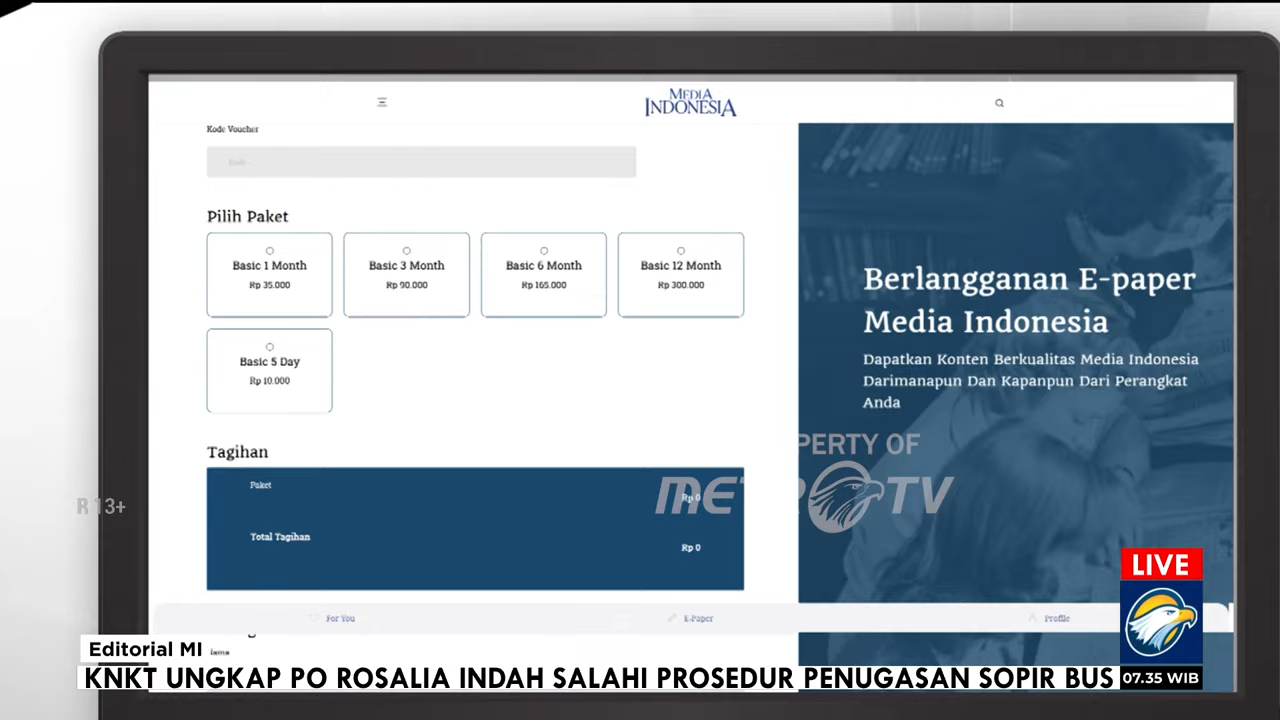 MEDIA
INDONESIA
Kode Voucher
Kode
Pilih Paket
Basic 1 Month
Rp 35.000
Basic 3 Month
Rp 90.000
Basic 6 Month
Rp 165.000
Basic 12 Month
Rp 300.000
Basic 5 Day
Rp 10.000
Tagihan
Paket
Rp 0
Total Tagihan
Rp 0
Berlangganan E-paper
Media Indonesia
Dapatkan Konten Berkualitas Media Indonesia
Darimanapun Dan Kapanpun Dari Perangkat
Anda
PERTY OF
METRO TV
R 13+
For You
E-Paper
Profile
LIVE
Editorial MI
KNKT UNGKAP PO ROSALIA INDAH SALAHI PROSEDUR PENUGASAN SOPIR BUS
07.35 WIB